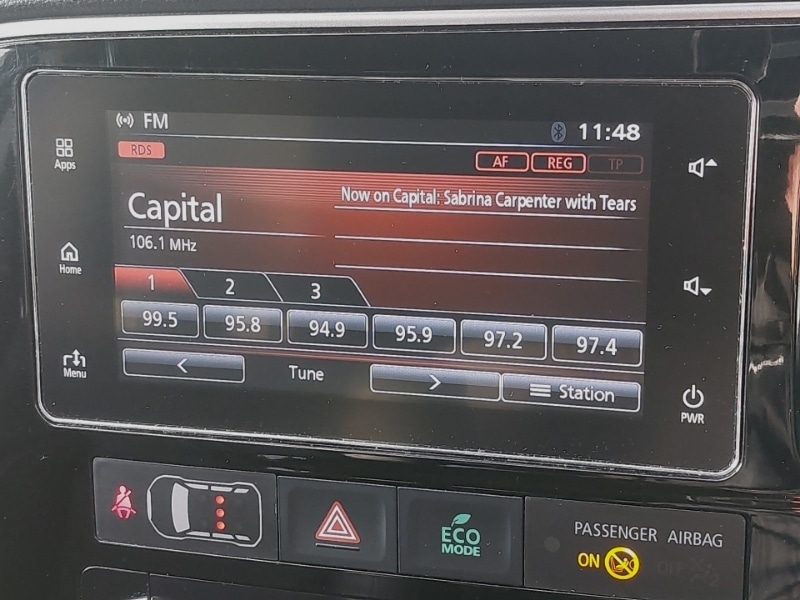 FM
11:48
RDS
AF REG TP
Now on Capital: Sabrina Carpenter with Tears
Capital
106.1 MHz
1 2 3
99.5 95.8 94.9 95.9 97.2 97.4
< Tune > Station
Apps
Home
Menu
PWR
ECO
MODE
PASSENGER AIRBAG
ON OFF